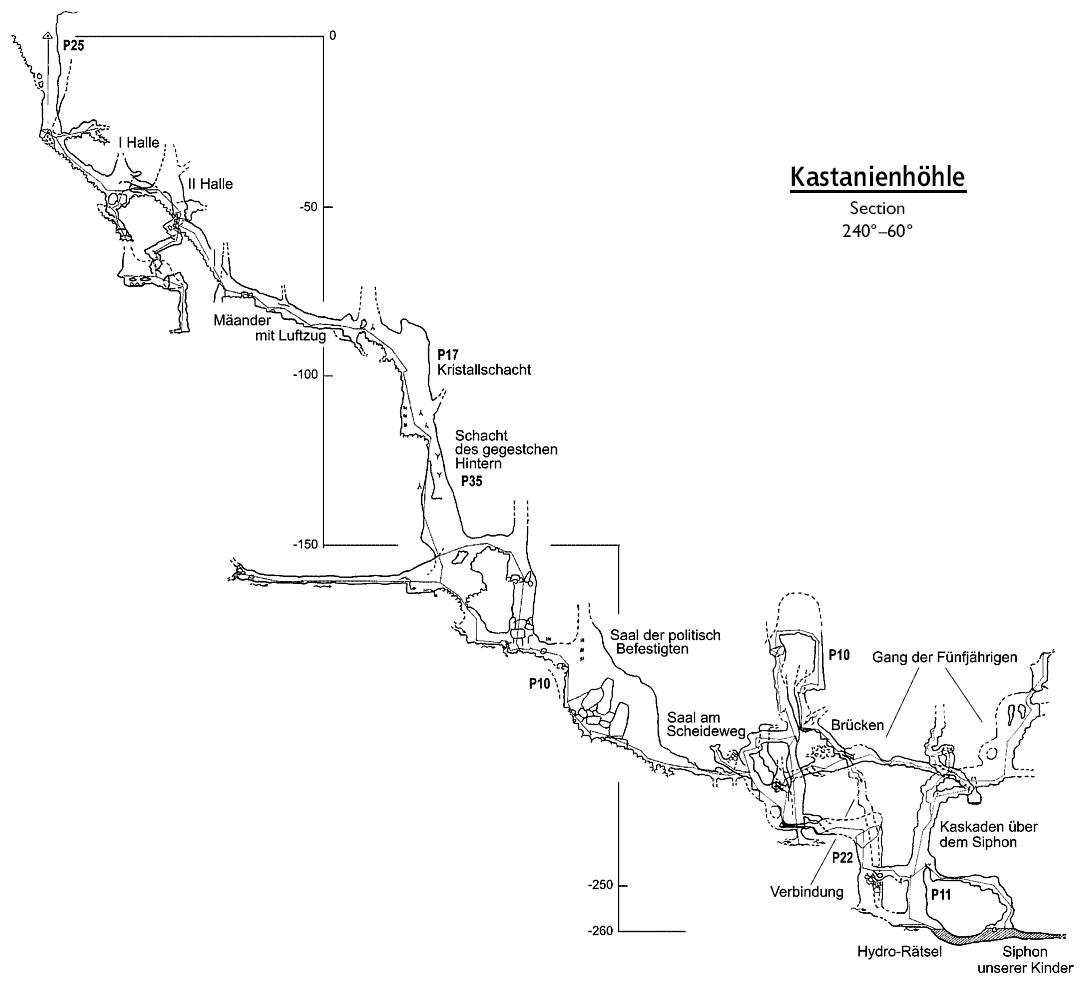 0
P25
I Halle
Kastanienhöhle
II Halle
Section
-50
240°–60°
Mäander
mit Luftzug
P17
Kristallschacht
-100
Schacht
des gegestchen
Hintern
P35
-150
Saal der politisch
Befestigten
P10
Gang der Fünfjährigen
P10
Saal am
Scheideweg
Brücken
Kaskaden über
dem Siphon
P22
-250
Verbindung
P11
-260
Hydro-Rätsel
Siphon
unserer Kinder